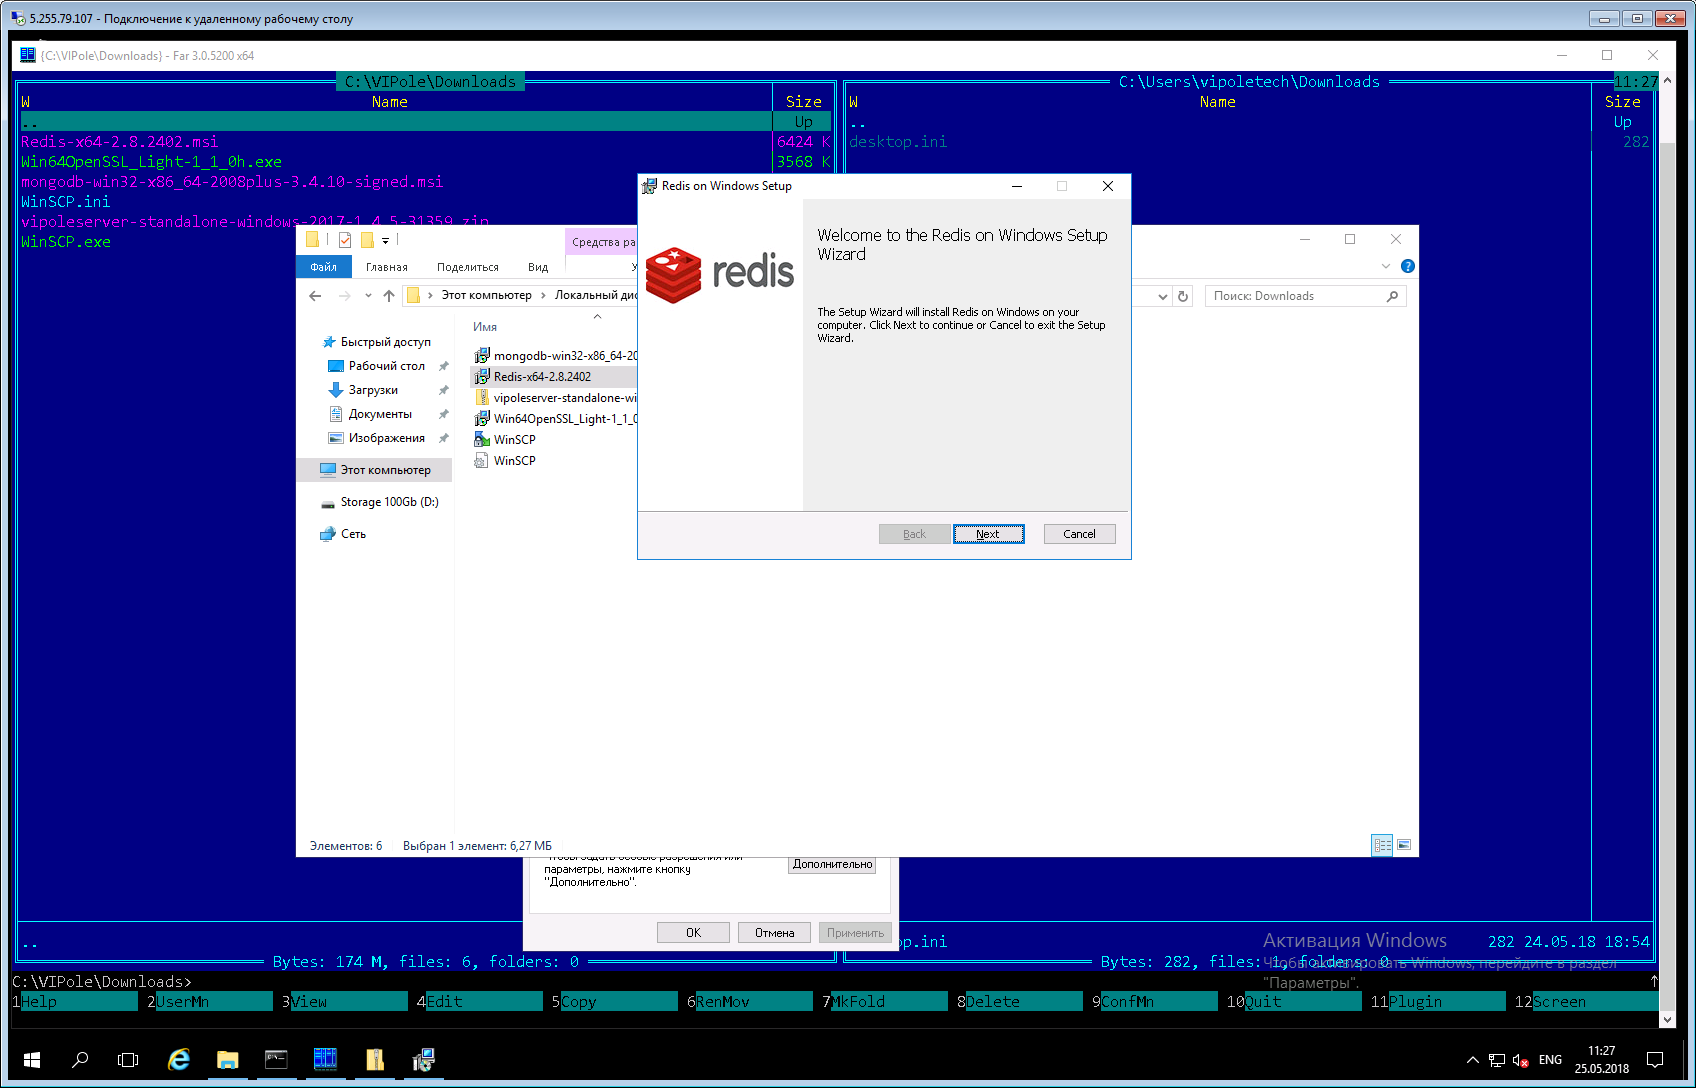 5.255.79.107 - Подключение к удаленному рабочему столу
{C:\VIPole\Downloads} - Far 3.0.5200 x64
C:\VIPole\Downloads
C:\Users\vipoletech\Downloads
11:27
W Name Size
W Name Size
.. Up
.. Up
Redis-x64-2.8.2402.msi 6424 K
desktop.ini 282
Win64OpenSSL_Light-1_1_0h.exe 3568 K
mongodb-win32-x86_64-2008plus-3.4.10-signed.msi
WinSCP.ini
vipoleserver-standalone-windows-2017-1.4.5-31359.zip
WinSCP.exe
Redis on Windows Setup
redis
Welcome to the Redis on Windows Setup
Wizard
The Setup Wizard will install Redis on Windows on your
computer. Click Next to continue or Cancel to exit the Setup
Wizard.
Back
Next
Cancel
Средства ра
Файл
Главная
Поделиться
Вид
У
Этот компьютер
Локальный дис
Поиск: Downloads
Имя
Быстрый доступ
Рабочий стол
Загрузки
Документы
Изображения
Этот компьютер
Storage 100Gb (D:)
Сеть
mongodb-win32-x86_64-20
Redis-x64-2.8.2402
vipoleserver-standalone-wi
Win64OpenSSL_Light-1_1_0
WinSCP
WinSCP
Элементов: 6
Выбран 1 элемент: 6,27 МБ
Чтобы задать особые разрешения или
параметры, нажмите кнопку
"Дополнительно".
Дополнительно
OK
Отмена
Применить
..
op.ini
282 24.05.18 18:54
Bytes: 174 M, files: 6, folders: 0
Bytes: 282, files: 1, folders: 0
Активация Windows
Чтобы активировать Windows, перейдите в раздел
"Параметры".
C:\VIPole\Downloads>
1Help 2UserMn 3View 4Edit 5Copy 6RenMov 7MkFold 8Delete 9ConfMn 10Quit 11Plugin 12Screen
ENG
11:27
25.05.2018